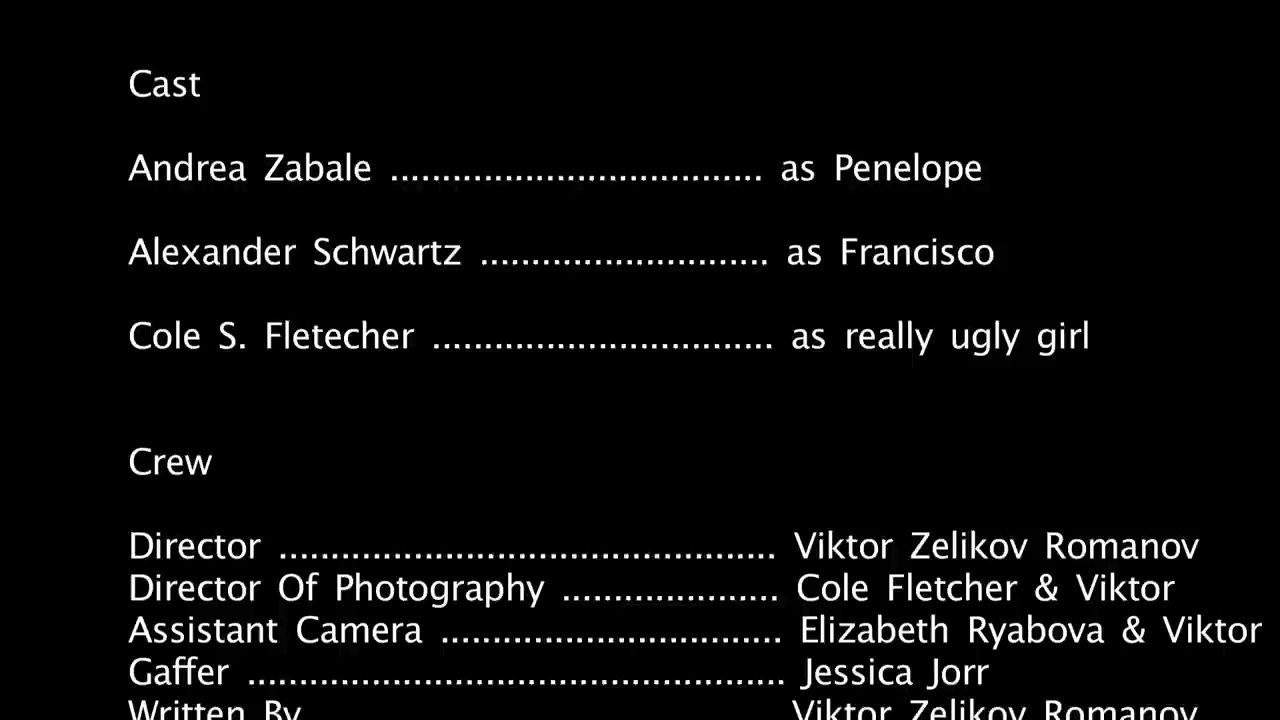 Cast
Andrea Zabale .................................. as Penelope
Alexander Schwartz .......................... as Francisco
Cole S. Fletecher ............................... as really ugly girl
Crew
Director ............................................. Viktor Zelikov Romanov
Director Of Photography .................... Cole Fletcher & Viktor
Assistant Camera ............................... Elizabeth Ryabova & Viktor
Gaffer ................................................. Jessica Jorr
Written By Viktor Zelikov Romanov